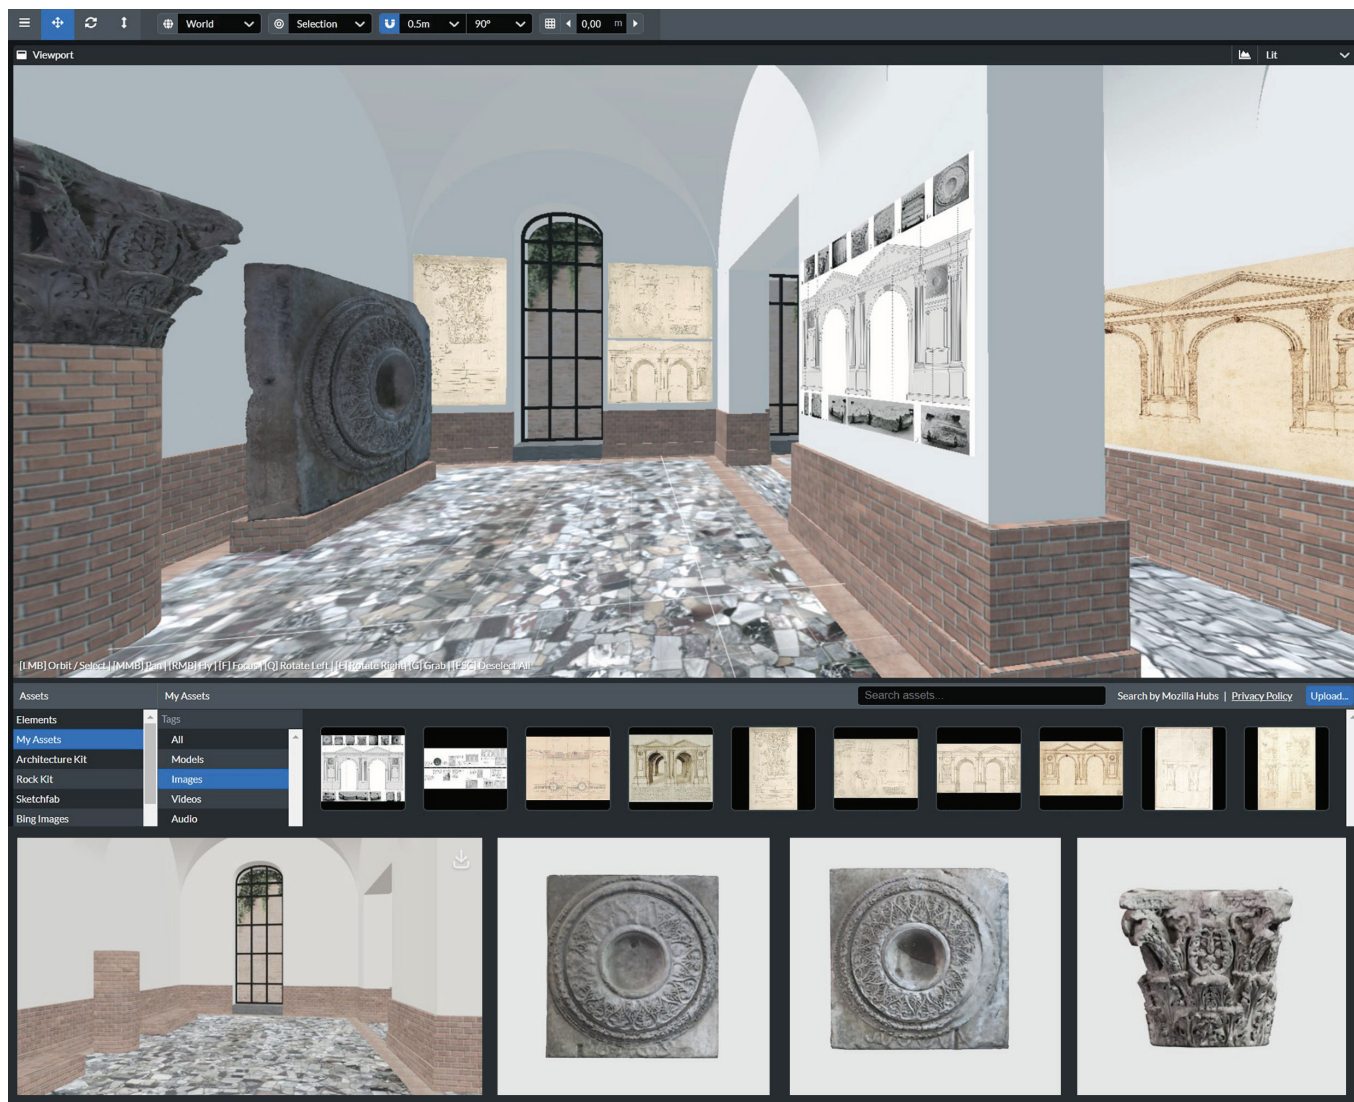 World Selection 0.5m 90° 0,00 m
Viewport Lit
[LMB] Orbit / Select | [MMB] Pan | [RMB] Fly | [F] Focus | [Q] Rotate Left | [E] Rotate Right | [G] Grab | [ESC] Deselect All
Assets My Assets Search assets... Search by Mozilla Hubs | Privacy Policy Upload...
Elements Tags
My Assets All
Architecture Kit Models
Rock Kit Images
Sketchfab Videos
Bing Images Audio